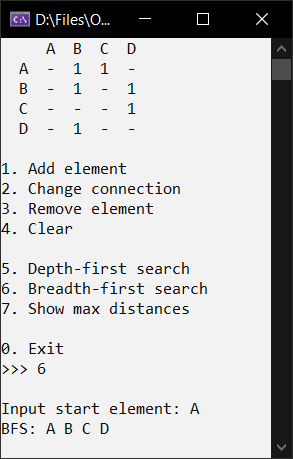 D:\Files\O...
A B C D
A - 1 1 -
B - 1 - 1
C - - - 1
D - 1 - -
1. Add element
2. Change connection
3. Remove element
4. Clear
5. Depth-first search
6. Breadth-first search
7. Show max distances
0. Exit
>>> 6
Input start element: A
BFS: A B C D